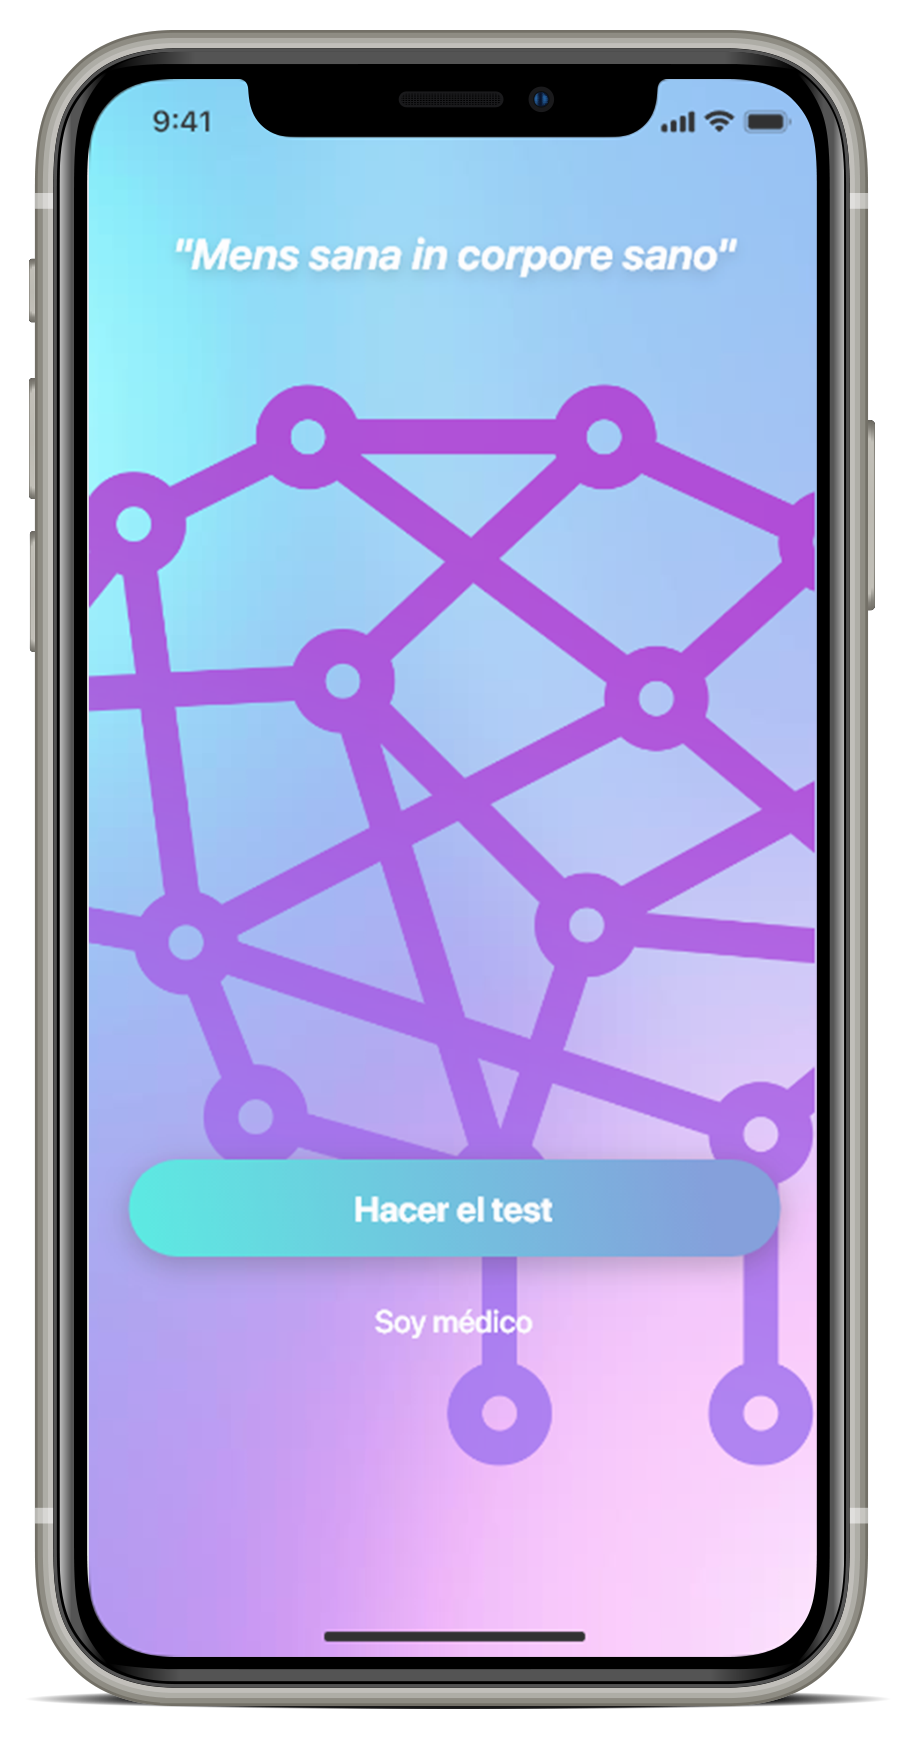 9:41
"Mens sana in corpore sano"
Hacer el test
Soy médico